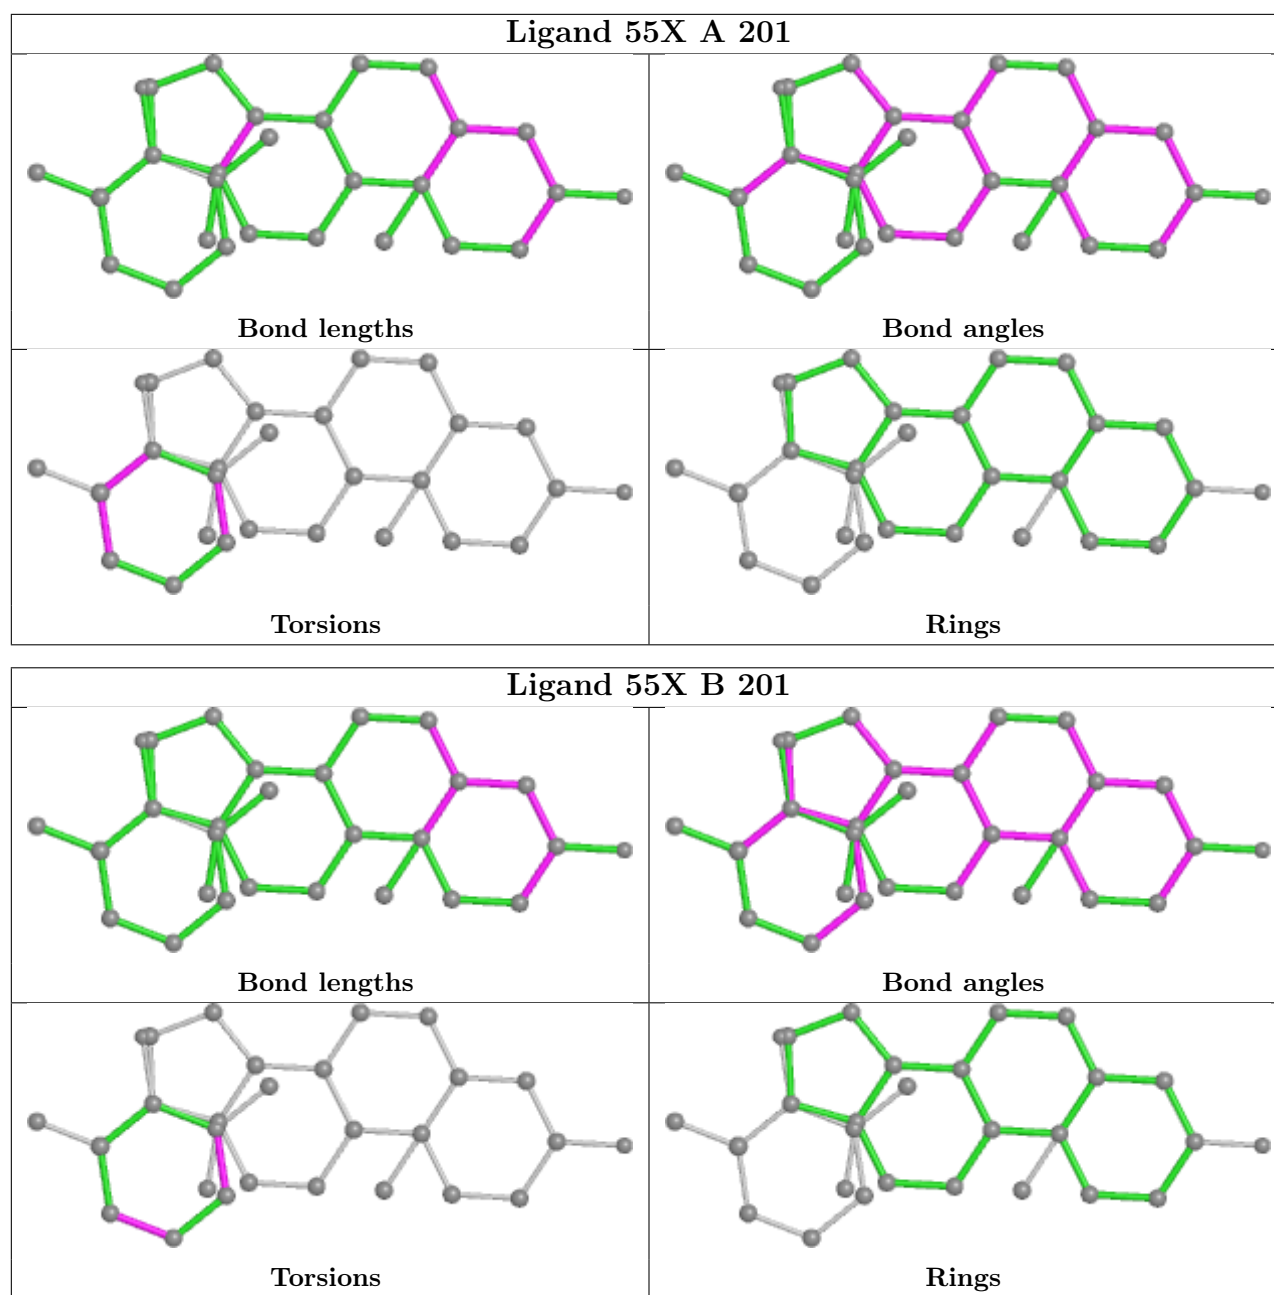 Ligand 55X A 201
Bond lengths
Bond angles
Torsions
Rings
Ligand 55X B 201
Bond lengths
Bond angles
Torsions
Rings